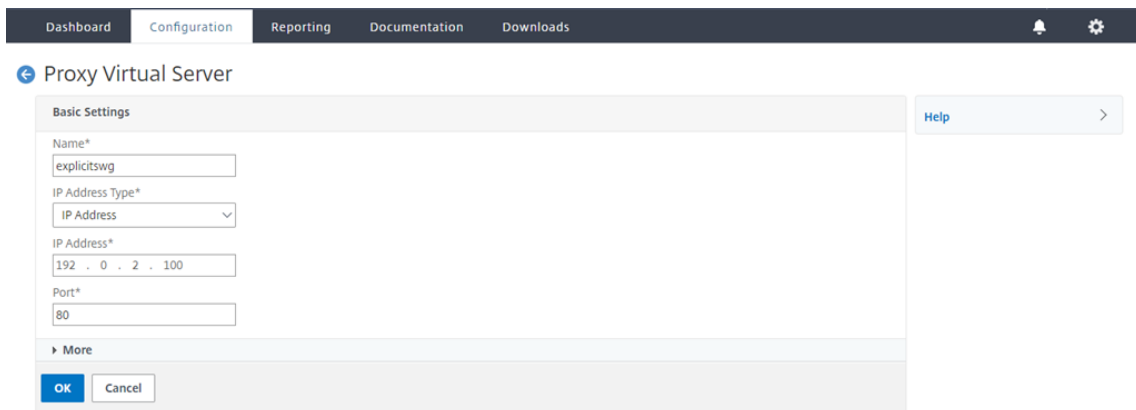 Dashboard Configuration Reporting Documentation Downloads
Proxy Virtual Server
Basic Settings
Help
Name*
explicitswg
IP Address Type*
IP Address
IP Address*
192 . 0 . 2 . 100
Port*
80
More
OK Cancel